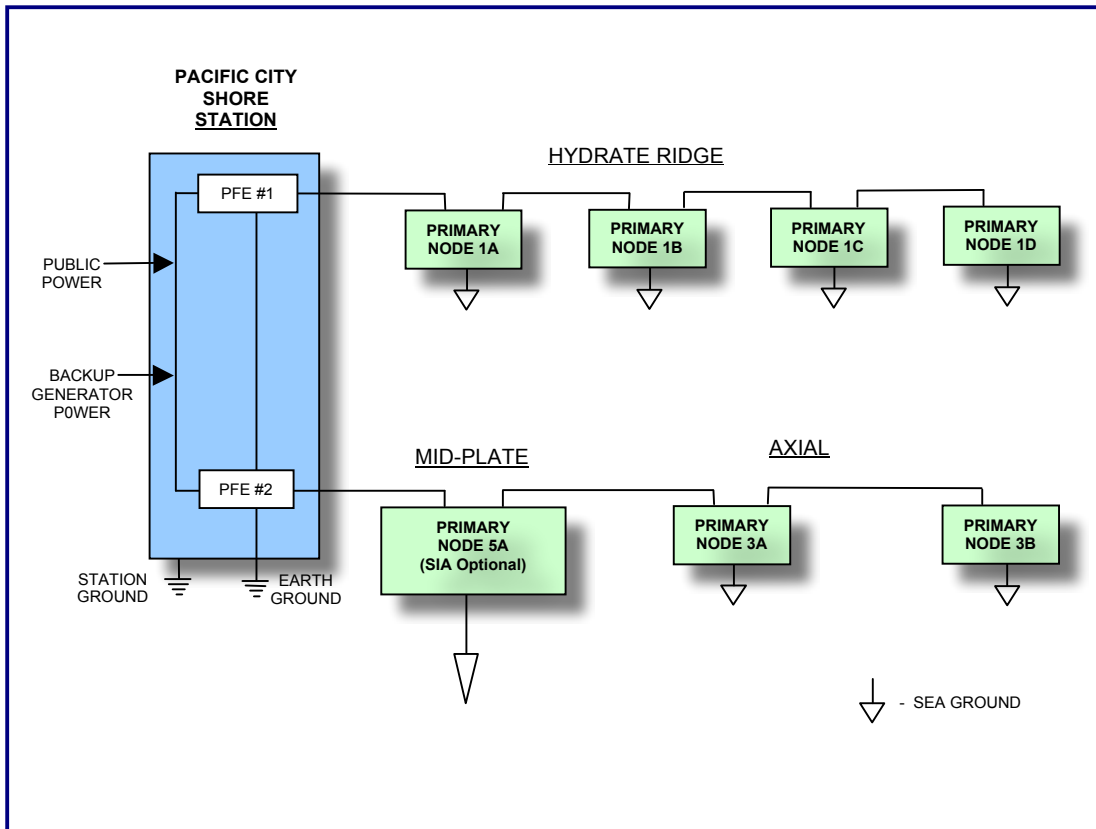 PACIFIC CITY
SHORE
STATION
HYDRATE RIDGE
PFE #1
PRIMARY
NODE 1A
PRIMARY
NODE 1B
PRIMARY
NODE 1C
PRIMARY
NODE 1D
PUBLIC
POWER
BACKUP
GENERATOR
P0WER
MID-PLATE
AXIAL
PFE #2
PRIMARY
NODE 5A
(SIA Optional)
PRIMARY
NODE 3A
PRIMARY
NODE 3B
STATION
GROUND
EARTH
GROUND
- SEA GROUND